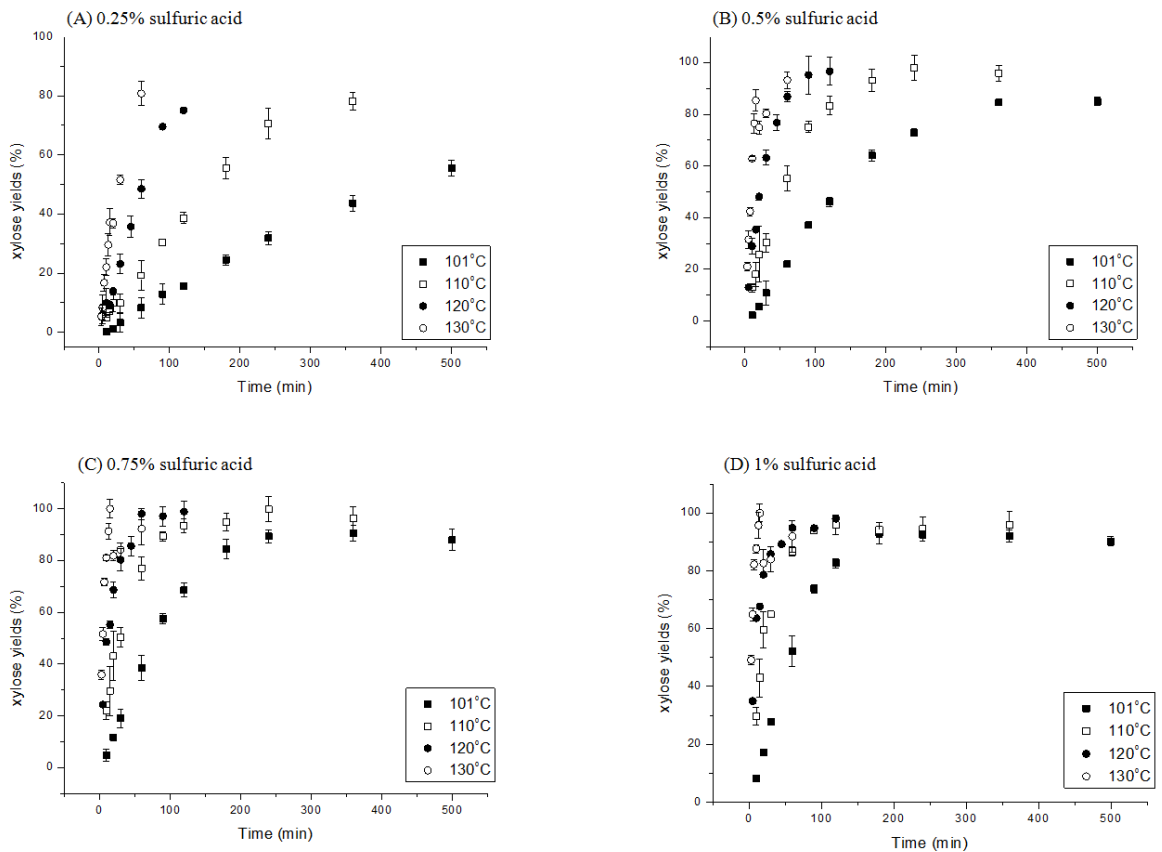 (A) 0.25% sulfuric acid
100
80
60
40
20
0
xylose yields (%)
101°C
110°C
120°C
130°C
0 100 200 300 400 500
Time (min)
(B) 0.5% sulfuric acid
100
80
60
40
20
0
xylose yields (%)
101°C
110°C
120°C
130°C
0 100 200 300 400 500
Time (min)
(C) 0.75% sulfuric acid
100
80
60
40
20
0
xylose yields (%)
101°C
110°C
120°C
130°C
0 100 200 300 400 500
Time (min)
(D) 1% sulfuric acid
100
80
60
40
20
0
xylose yields (%)
101°C
110°C
120°C
130°C
0 100 200 300 400 500
Time (min)